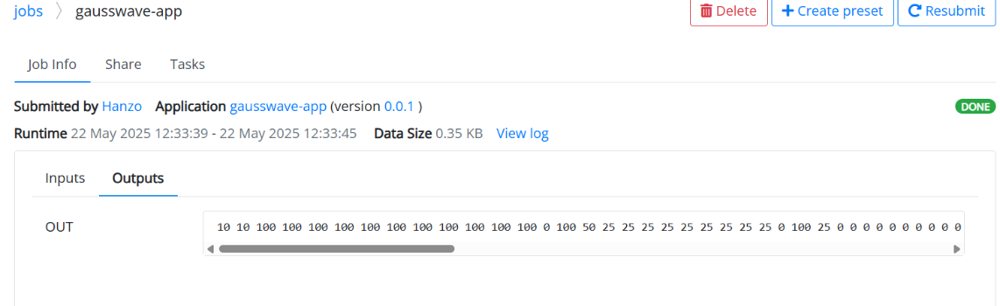 jobs 〉 gausswave-app Delete + Create preset Resubmit
Job Info Share Tasks
Submitted by Hanzo Application gausswave-app (version 0.0.1 ) DONE
Runtime 22 May 2025 12:33:39 - 22 May 2025 12:33:45 Data Size 0.35 KB View log
Inputs Outputs
OUT 10 10 100 100 100 100 100 100 100 100 100 100 100 0 100 50 25 25 25 25 25 25 25 25 25 0 100 25 0 0 0 0 0 0 0 0 0 0